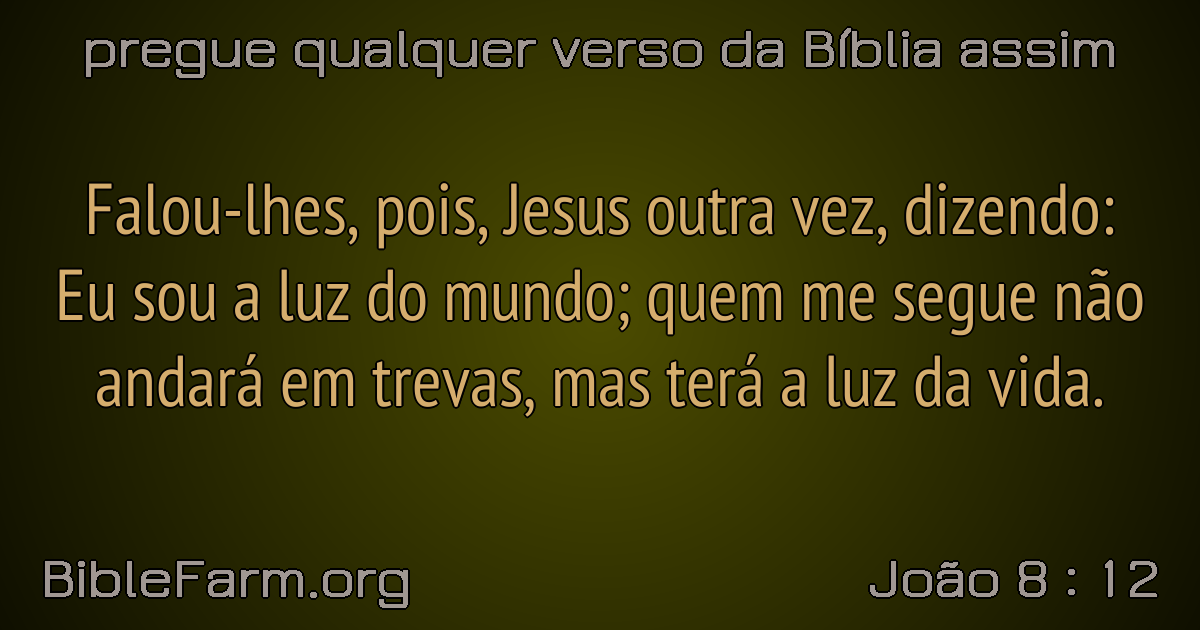 pregue qualquer verso da Bíblia assim
Falou-lhes, pois, Jesus outra vez, dizendo:
Eu sou a luz do mundo; quem me segue não
andará em trevas, mas terá a luz da vida.
BibleFarm.org
João 8 : 12